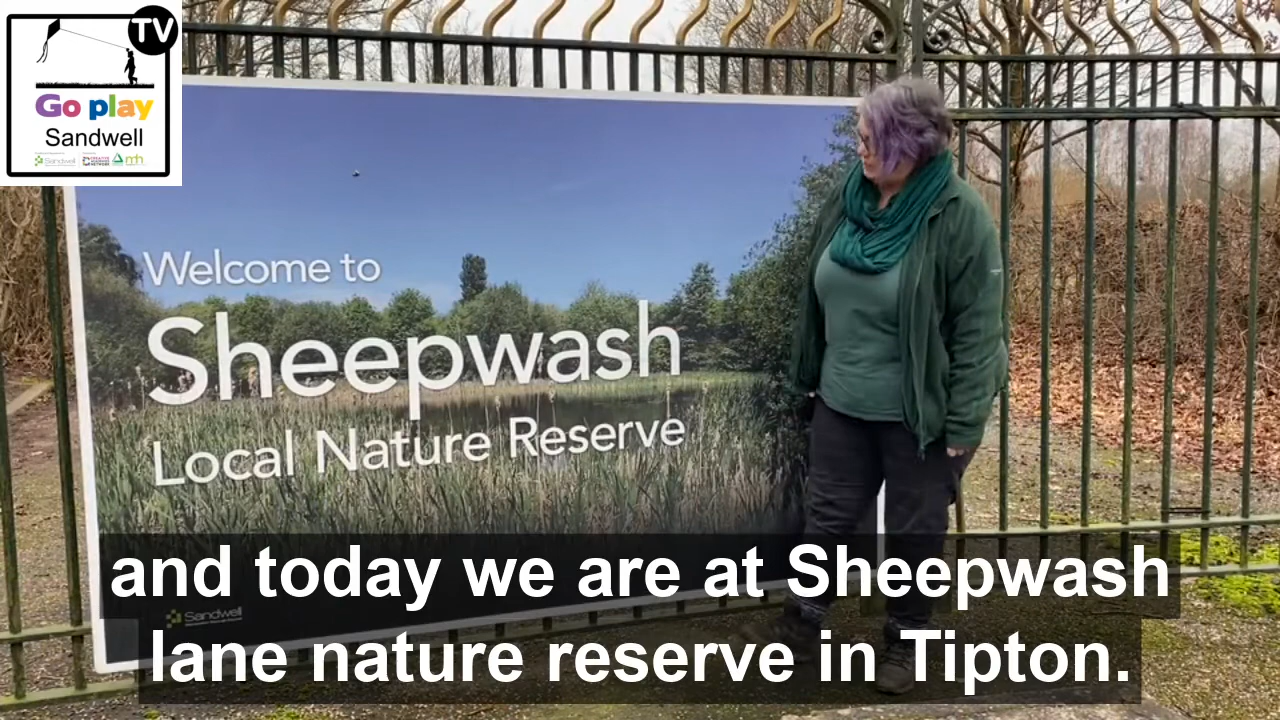 TV
Go play
Sandwell
Sandwell
Welcome to
Sheepwash
Local Nature Reserve
Sandwell
and today we are at Sheepwash
lane nature reserve in Tipton.